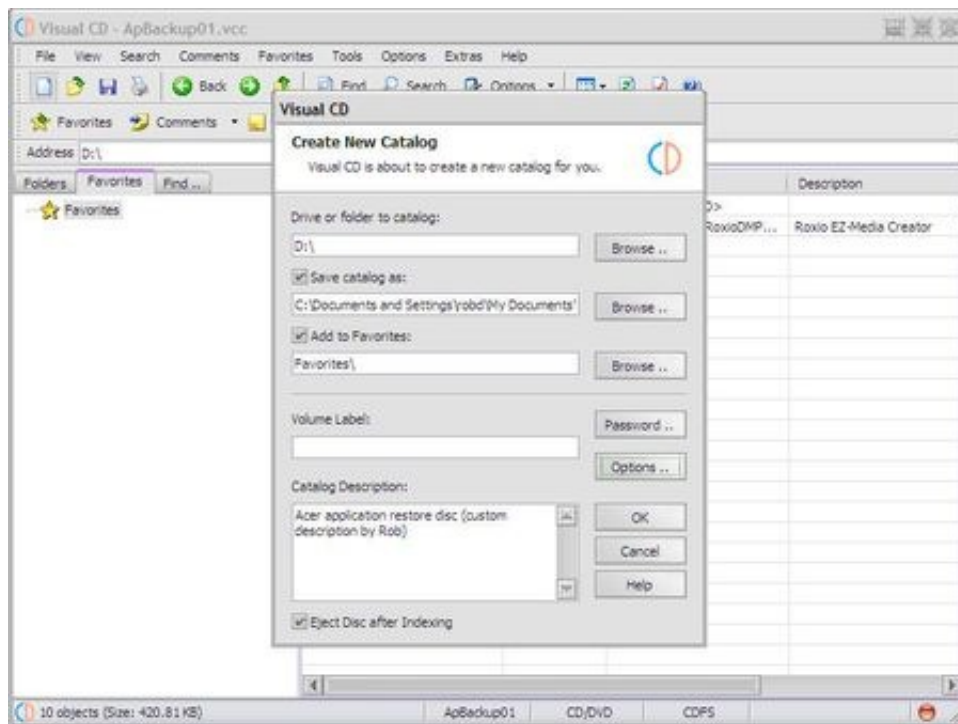 Visual CD - ApBackup01.vcc
File View Search Comments Favorites Tools Options Extras Help
Back Find Search Options
Favorites Comments
Address D:\
Folders Favorites Find ..
Description
Favorites
D>
RoxioDMP... Roxio EZ-Media Creator
Visual CD
Create New Catalog
Visual CD is about to create a new catalog for you.
CD
Drive or folder to catalog:
D:\
Browse ..
Save catalog as:
C:\Documents and Settings\robd\My Documents'
Browse ..
Add to Favorites:
Favorites\
Browse ..
Volume Label:
Password ..
Options ..
Catalog Description:
Acer application restore disc (custom
description by Rob)
OK
Cancel
Help
Eject Disc after Indexing
10 objects (Size: 420.81 KB) ApBackup01 CD/DVD CDFS